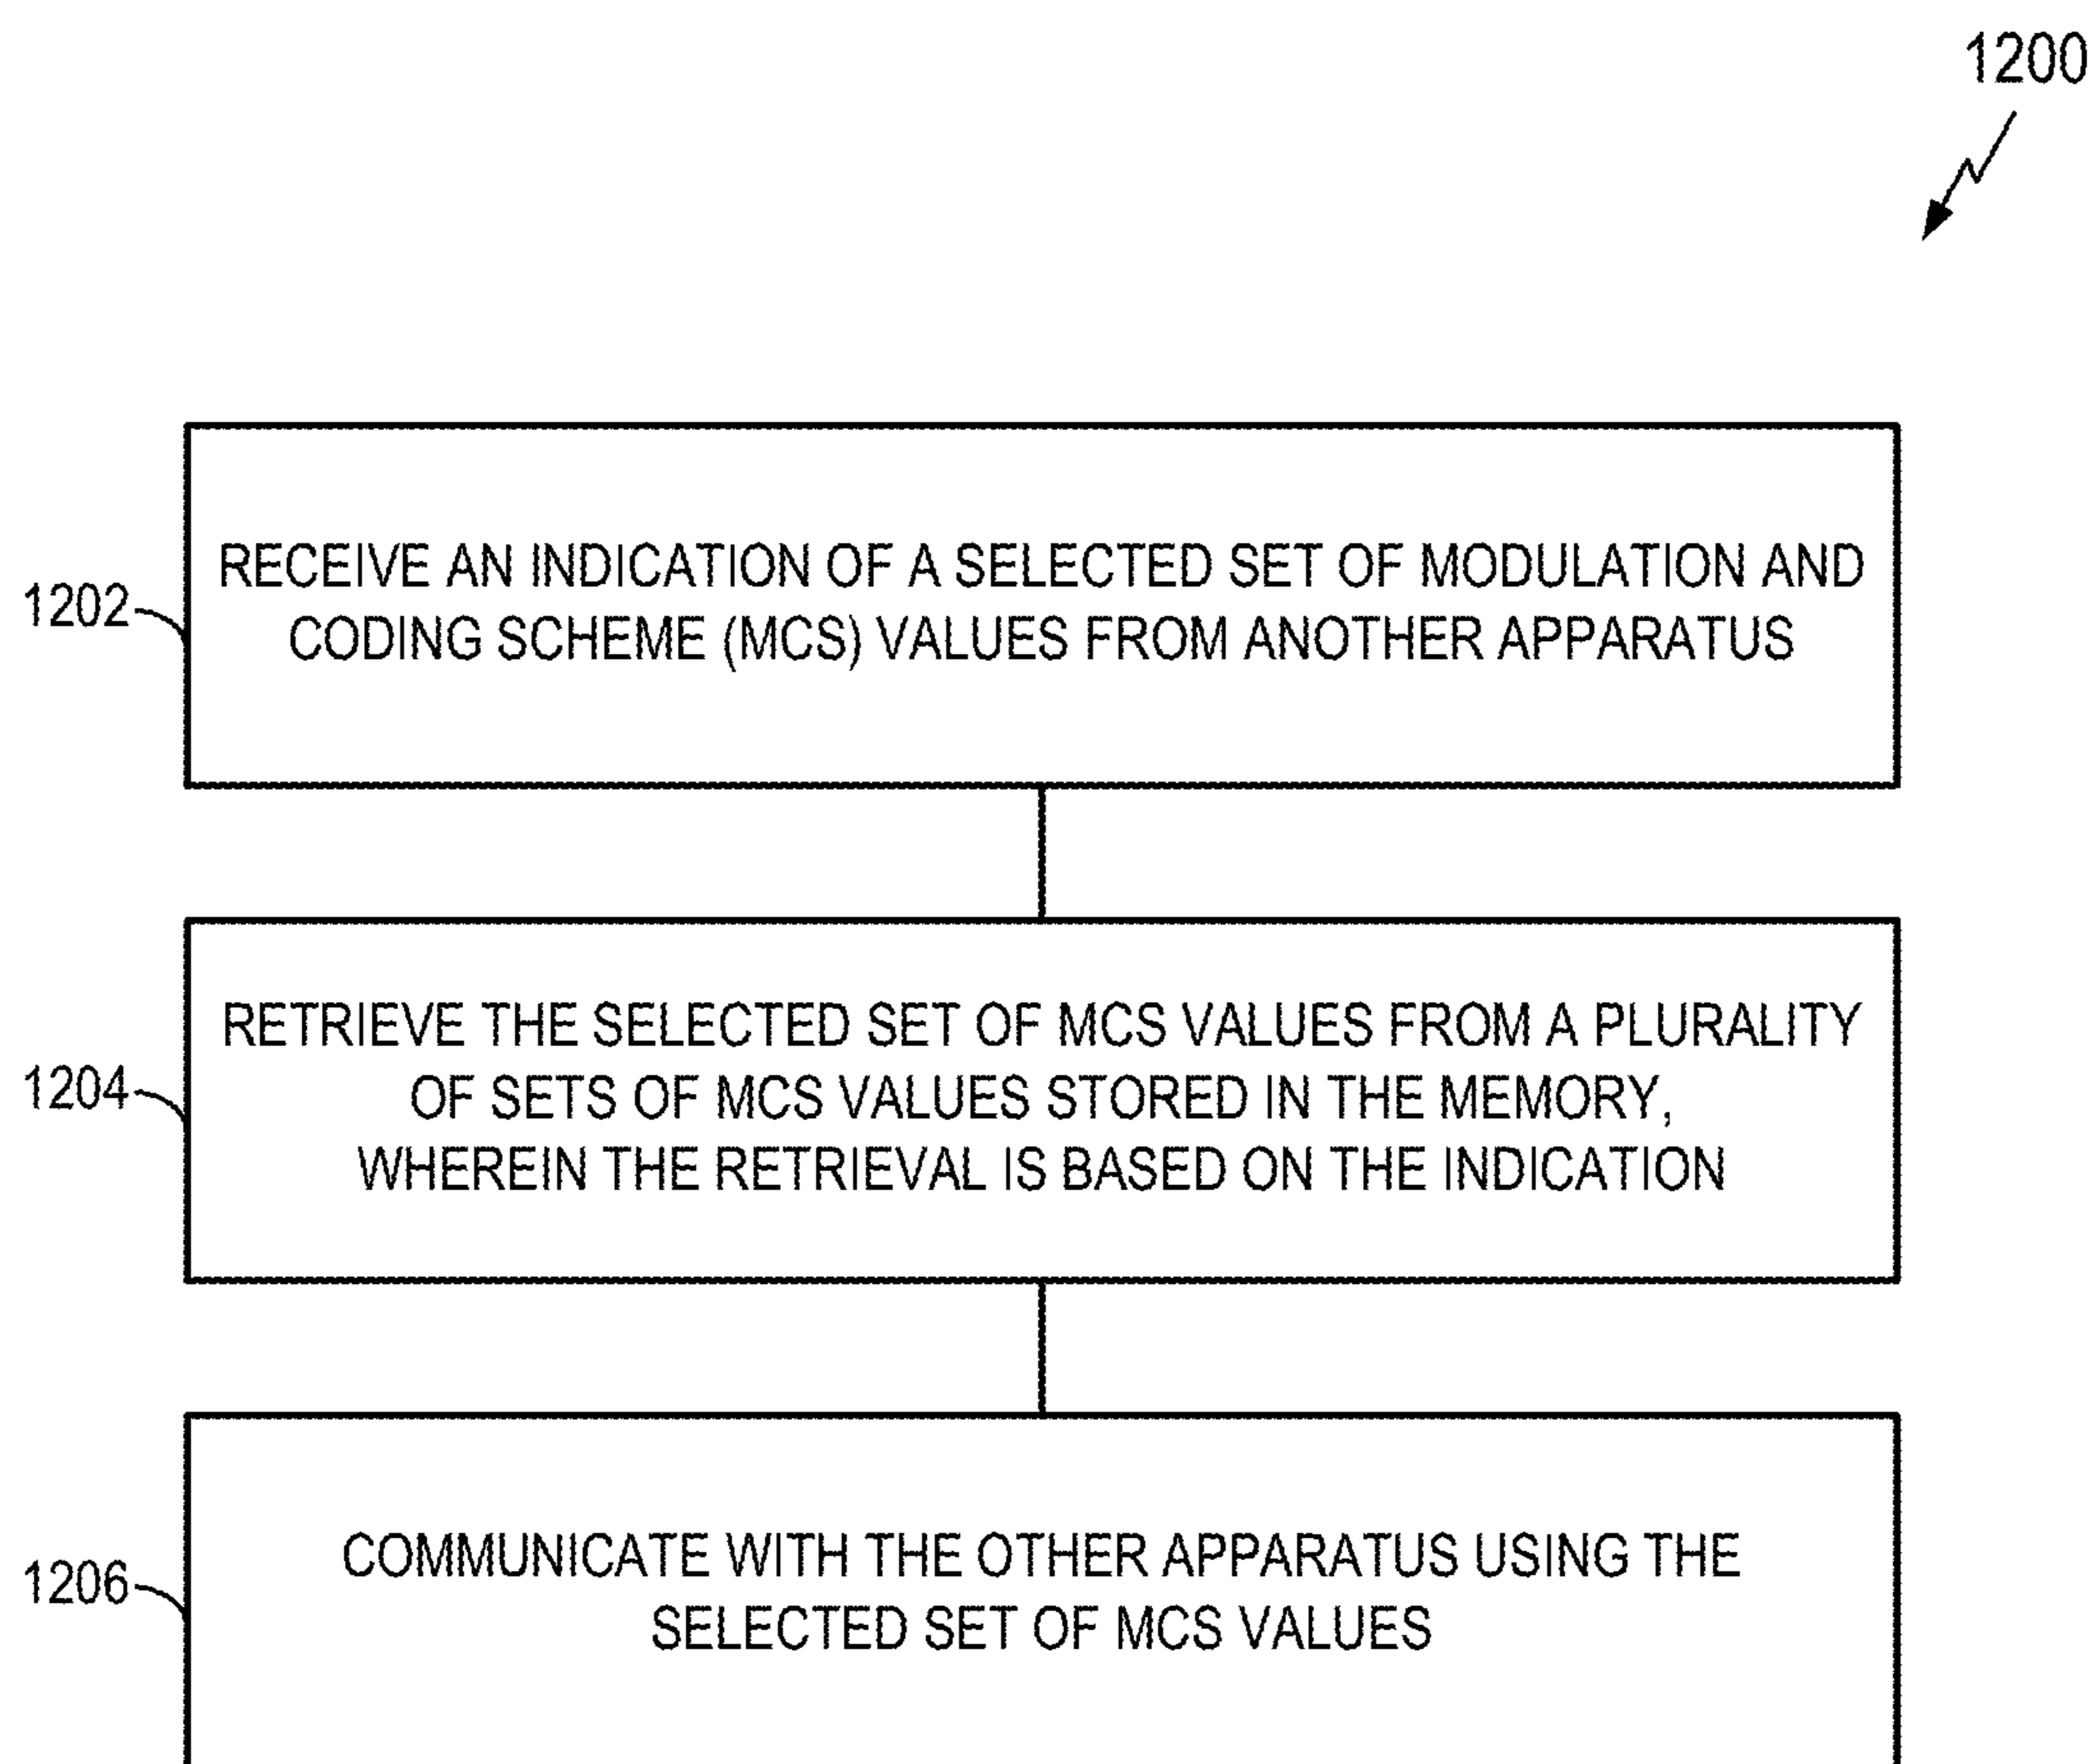 1200
RECEIVE AN INDICATION OF A SELECTED SET OF MODULATION AND
CODING SCHEME (MCS) VALUES FROM ANOTHER APPARATUS
1202
RETRIEVE THE SELECTED SET OF MCS VALUES FROM A PLURALITY
OF SETS OF MCS VALUES STORED IN THE MEMORY,
WHEREIN THE RETRIEVAL IS BASED ON THE INDICATION
1204
COMMUNICATE WITH THE OTHER APPARATUS USING THE
SELECTED SET OF MCS VALUES
1206